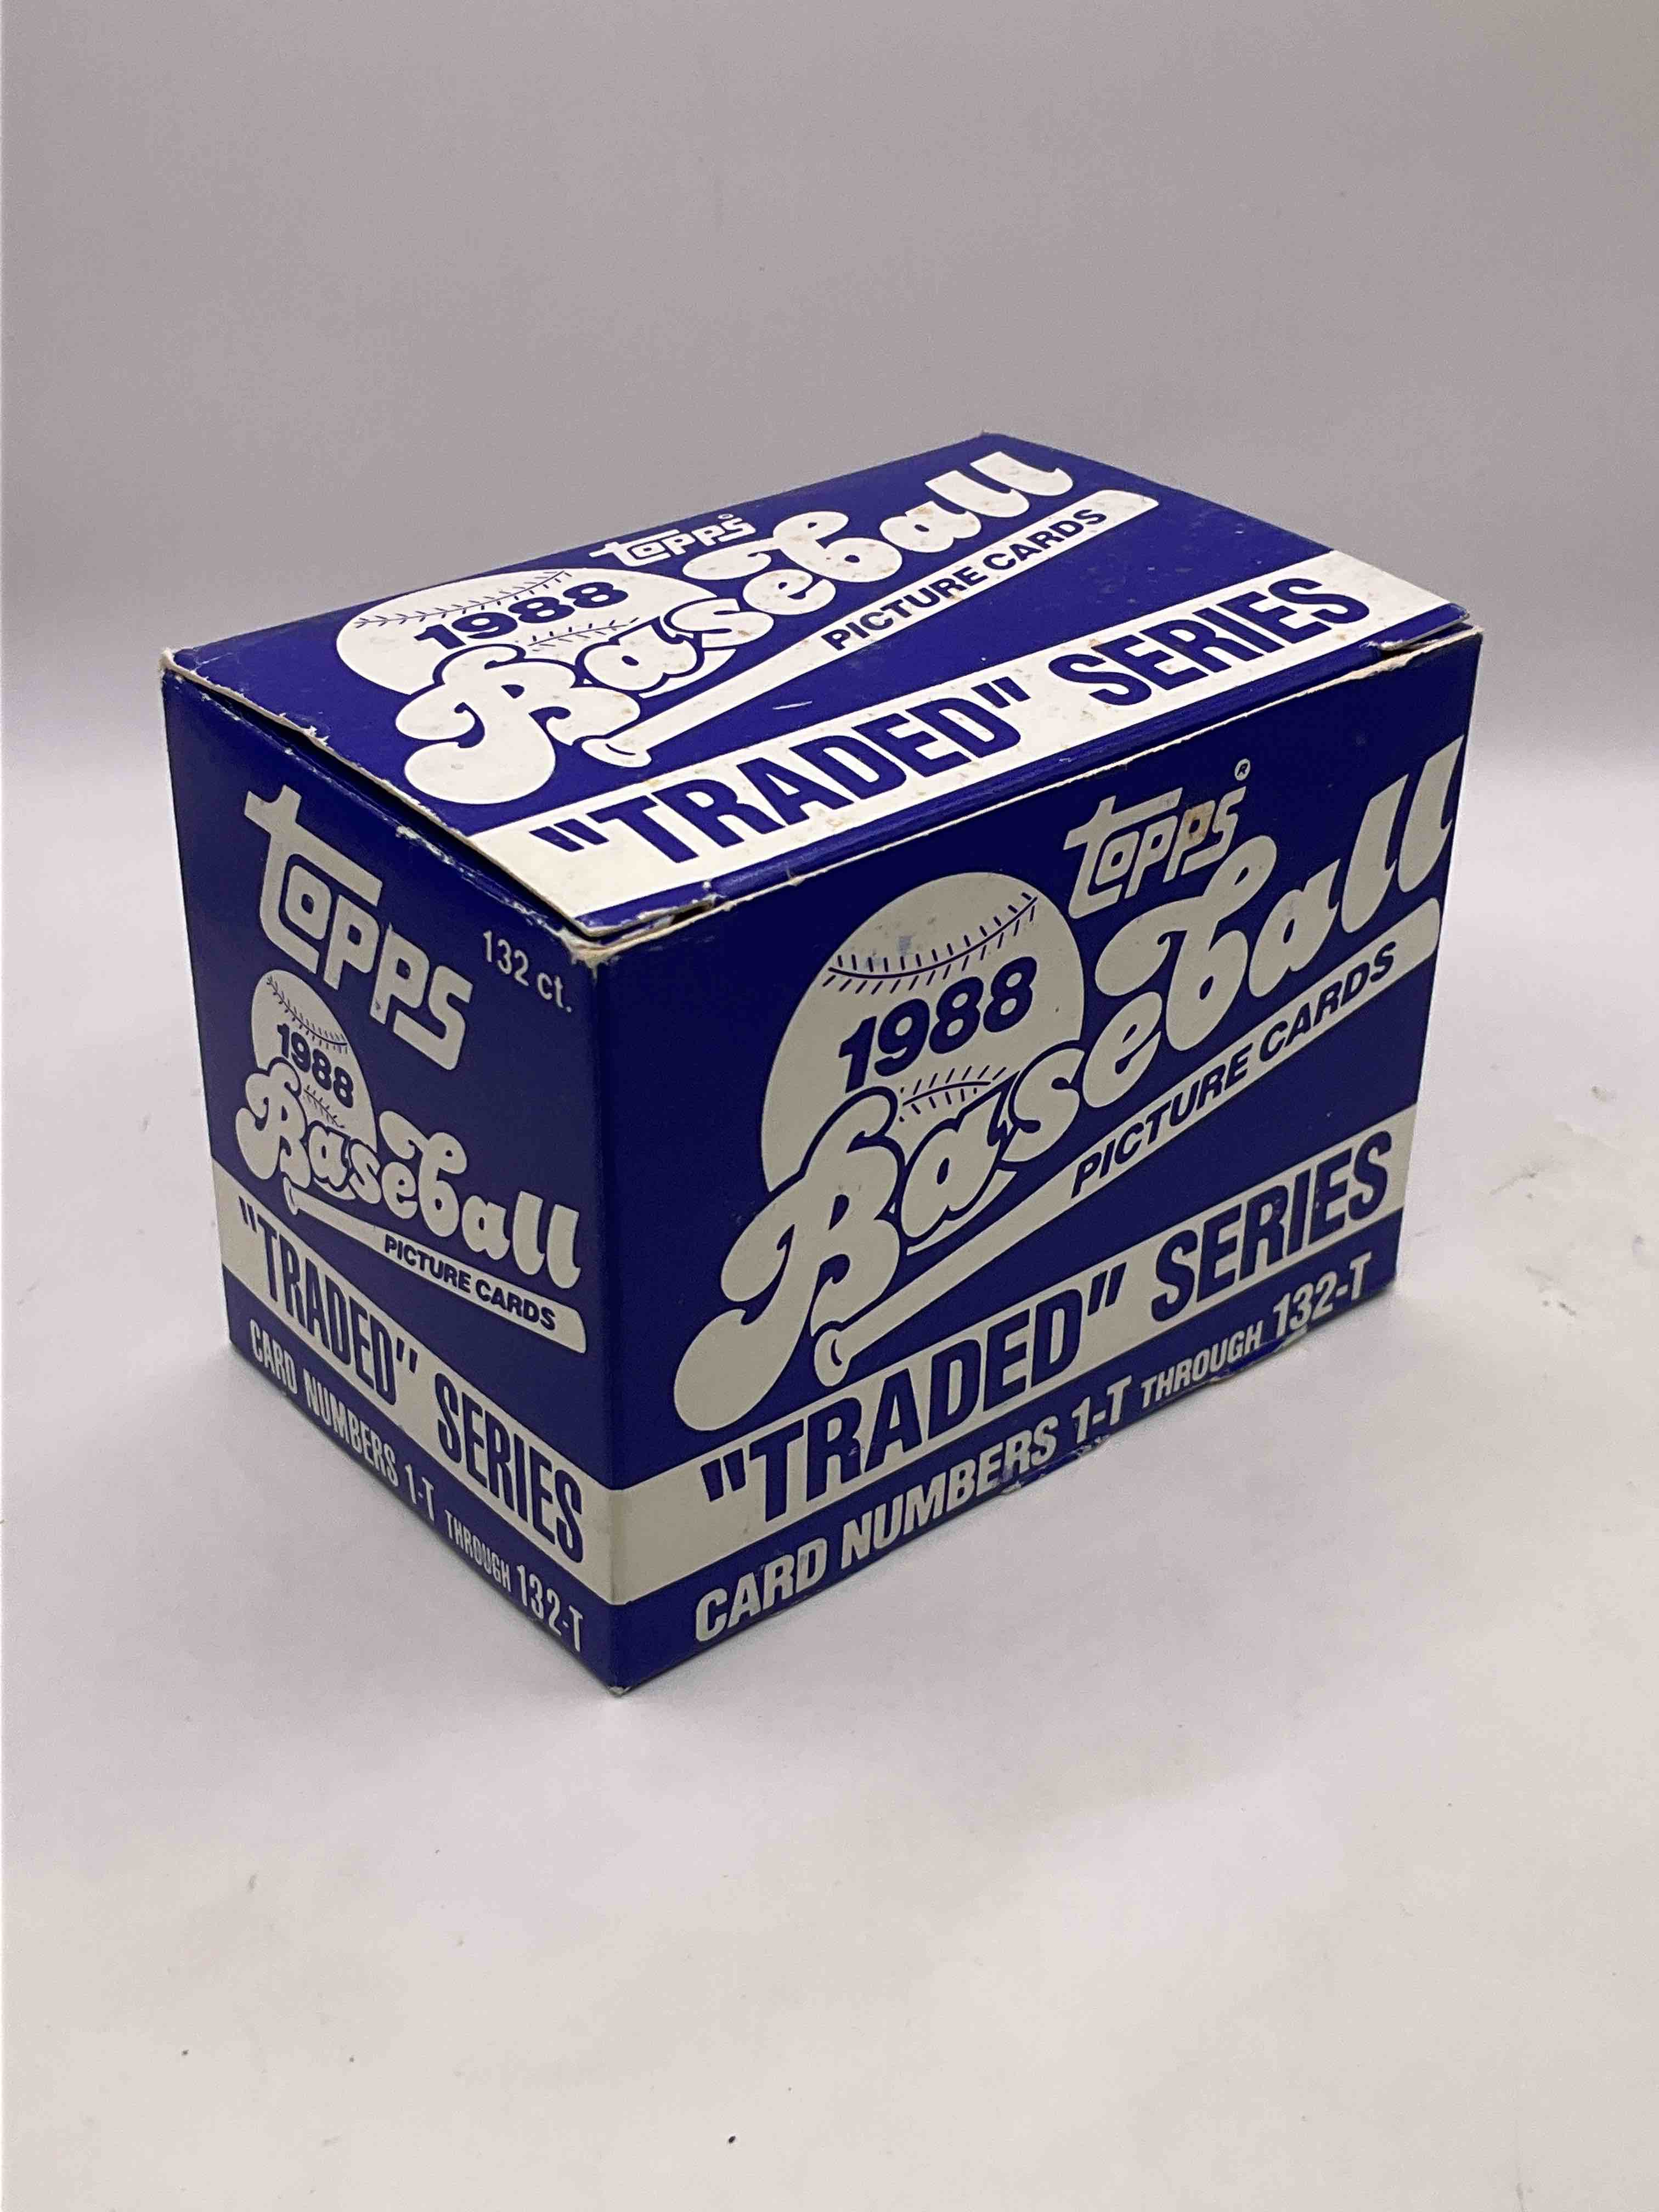 Topps
1988
Baseball
PICTURE CARDS
"TRADED" SERIES
Topps
132 ct.
1988
Baseball
PICTURE CARDS
"TRADED" SERIES
CARD NUMBERS 1-T THROUGH 132-T
Topps®
1988
Baseball
PICTURE CARDS
"TRADED" SERIES
CARD NUMBERS 1-T THROUGH 132-T